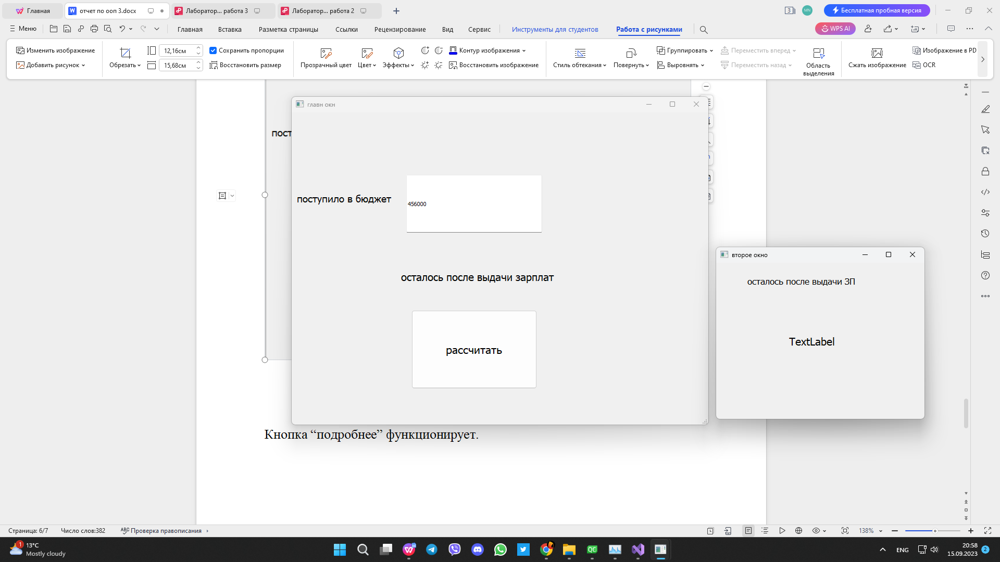 Главная
отчет по ооп 3.docx
Лаборатор... работа 3
Лаборатор... работа 2
3
MN
Бесплатная пробная версия
Меню
Главная
Вставка
Разметка страницы
Ссылки
Рецензирование
Вид
Сервис
Инструменты для студентов
Работа с рисунками
WPS AI
Изменить изображение
Добавить рисунок
Обрезать
12,16см
15,68см
Сохранить пропорции
Восстановить размер
Прозрачный цвет
Цвет
Эффекты
Контур изображения
Восстановить изображение
Стиль обтекания
Повернуть
Группировать
Выровнять
Переместить вперед
Переместить назад
Область выделения
Сжать изображение
Изображение в PD
OCR
пост
главн окн
поступило в бюджет
456000
осталось после выдачи зарплат
рассчитать
второе окно
осталось после выдачи ЗП
TextLabel
Кнопка “подробнее” функционирует.
Страница: 6/7
Число слов:382
ABC
Проверка правописания
138%
1
13°C
Mostly cloudy
QC
ENG
20:58
15.09.2023
2